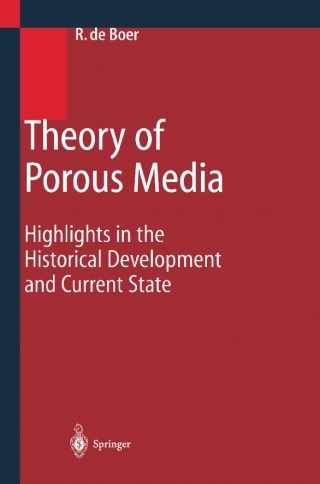 R. de Boer
Theory of
Porous Media
Highlights in the
Historical Development
and Current State
Springer